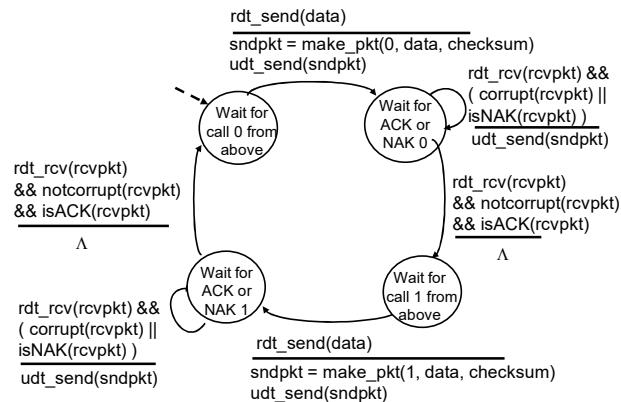 rdt_send(data)
sndpkt = make_pkt(0, data, checksum)
udt_send(sndpkt)
Wait for
call 0 from
above
Wait for
ACK or
NAK 0
rdt_rcv(rcvpkt) &&
( corrupt(rcvpkt) ||
isNAK(rcvpkt) )
udt_send(sndpkt)
rdt_rcv(rcvpkt)
&& notcorrupt(rcvpkt)
&& isACK(rcvpkt)
Λ
rdt_rcv(rcvpkt)
&& notcorrupt(rcvpkt)
&& isACK(rcvpkt)
Λ
Wait for
ACK or
NAK 1
Wait for
call 1 from
above
rdt_rcv(rcvpkt) &&
( corrupt(rcvpkt) ||
isNAK(rcvpkt) )
udt_send(sndpkt)
rdt_send(data)
sndpkt = make_pkt(1, data, checksum)
udt_send(sndpkt)